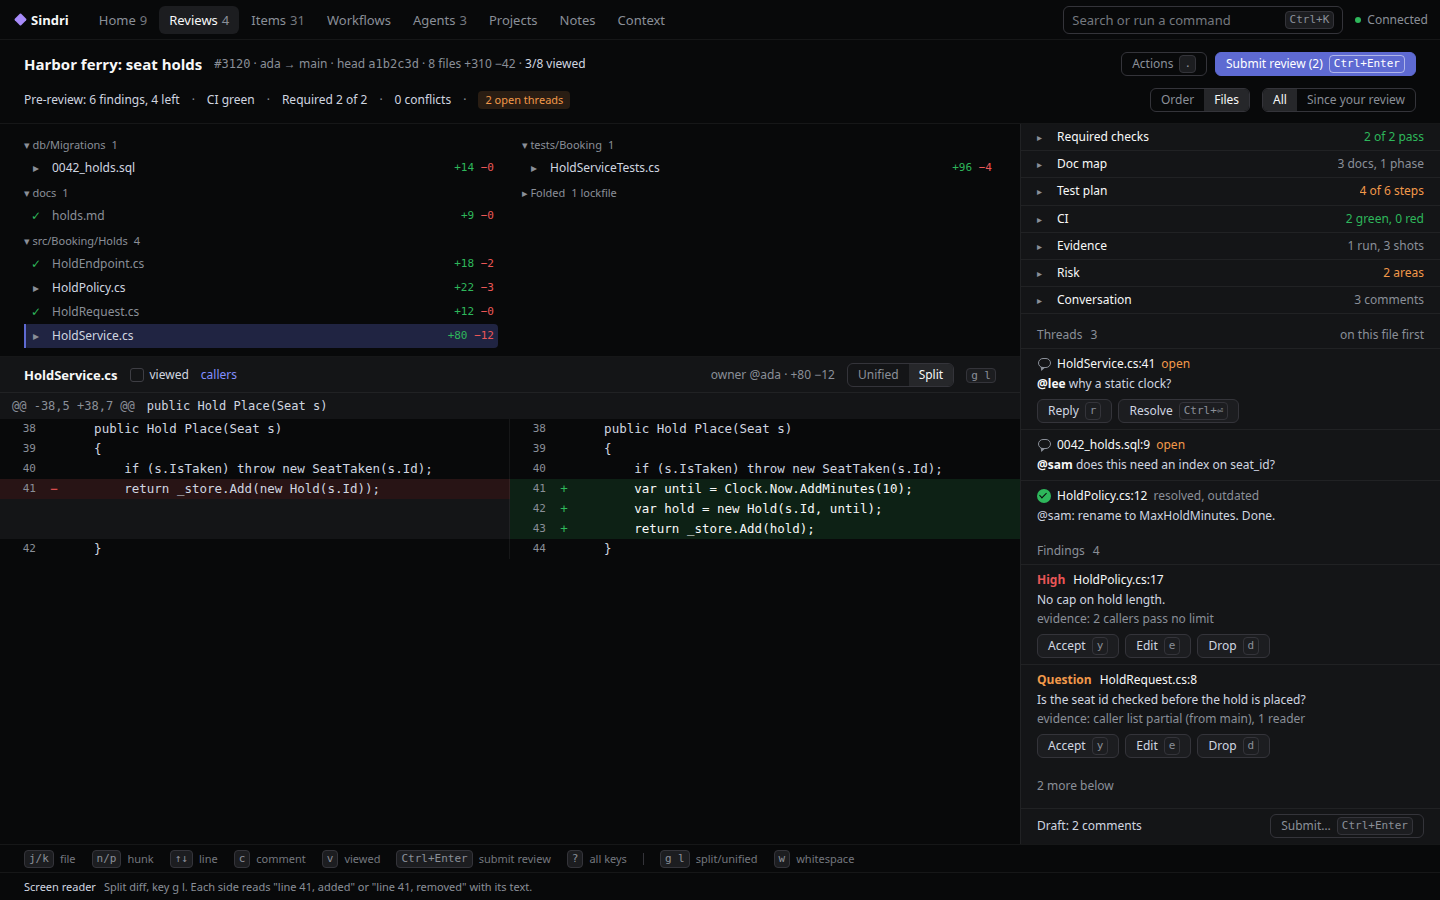 Sindri Home 9 Reviews 4 Items 31 Workflows Agents 3 Projects Notes Context Search or run a command Ctrl+K Connected
Harbor ferry: seat holds #3120 · ada → main · head a1b2c3d · 8 files +310 −42 · 3/8 viewed Actions . Submit review (2) Ctrl+Enter
Pre-review: 6 findings, 4 left · CI green · Required 2 of 2 · 0 conflicts · 2 open threads Order Files All Since your review
▾ db/Migrations 1
▸ 0042_holds.sql +14 −0
▾ docs 1
✓ holds.md +9 −0
▾ src/Booking/Holds 4
✓ HoldEndpoint.cs +18 −2
▸ HoldPolicy.cs +22 −3
✓ HoldRequest.cs +12 −0
▸ HoldService.cs +80 −12
▾ tests/Booking 1
▸ HoldServiceTests.cs +96 −4
▸ Folded 1 lockfile
HoldService.cs viewed callers owner @ada · +80 −12 Unified Split g l
@@ -38,5 +38,7 @@ public Hold Place(Seat s)
38 public Hold Place(Seat s)
39 {
40 if (s.IsTaken) throw new SeatTaken(s.Id);
41 − return _store.Add(new Hold(s.Id));
42 }
38 public Hold Place(Seat s)
39 {
40 if (s.IsTaken) throw new SeatTaken(s.Id);
41 + var until = Clock.Now.AddMinutes(10);
42 + var hold = new Hold(s.Id, until);
43 + return _store.Add(hold);
44 }
▸ Required checks 2 of 2 pass
▸ Doc map 3 docs, 1 phase
▸ Test plan 4 of 6 steps
▸ CI 2 green, 0 red
▸ Evidence 1 run, 3 shots
▸ Risk 2 areas
▸ Conversation 3 comments
Threads 3 on this file first
HoldService.cs:41 open
@lee why a static clock?
Reply r Resolve Ctrl+⏎
0042_holds.sql:9 open
@sam does this need an index on seat_id?
HoldPolicy.cs:12 resolved, outdated
@sam: rename to MaxHoldMinutes. Done.
Findings 4
High HoldPolicy.cs:17
No cap on hold length.
evidence: 2 callers pass no limit
Accept y Edit e Drop d
Question HoldRequest.cs:8
Is the seat id checked before the hold is placed?
evidence: caller list partial (from main), 1 reader
Accept y Edit e Drop d
2 more below
Draft: 2 comments Submit... Ctrl+Enter
j/k file n/p hunk ↑↓ line c comment v viewed Ctrl+Enter submit review ? all keys g l split/unified w whitespace
Screen reader Split diff, key g l. Each side reads "line 41, added" or "line 41, removed" with its text.